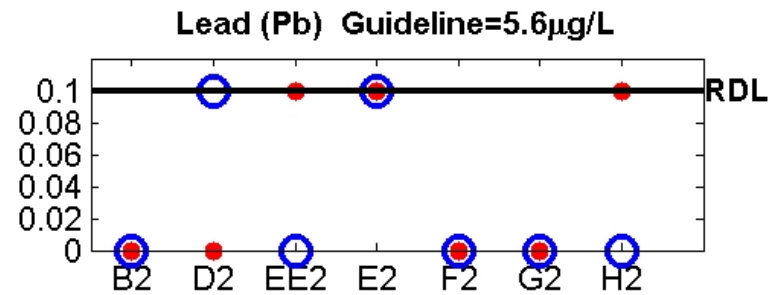 Lead (Pb)  Guideline=5.6μg/L
0.1
RDL
0.08
0.06
0.04
0.02
0
B2 D2 EE2 E2 F2 G2 H2